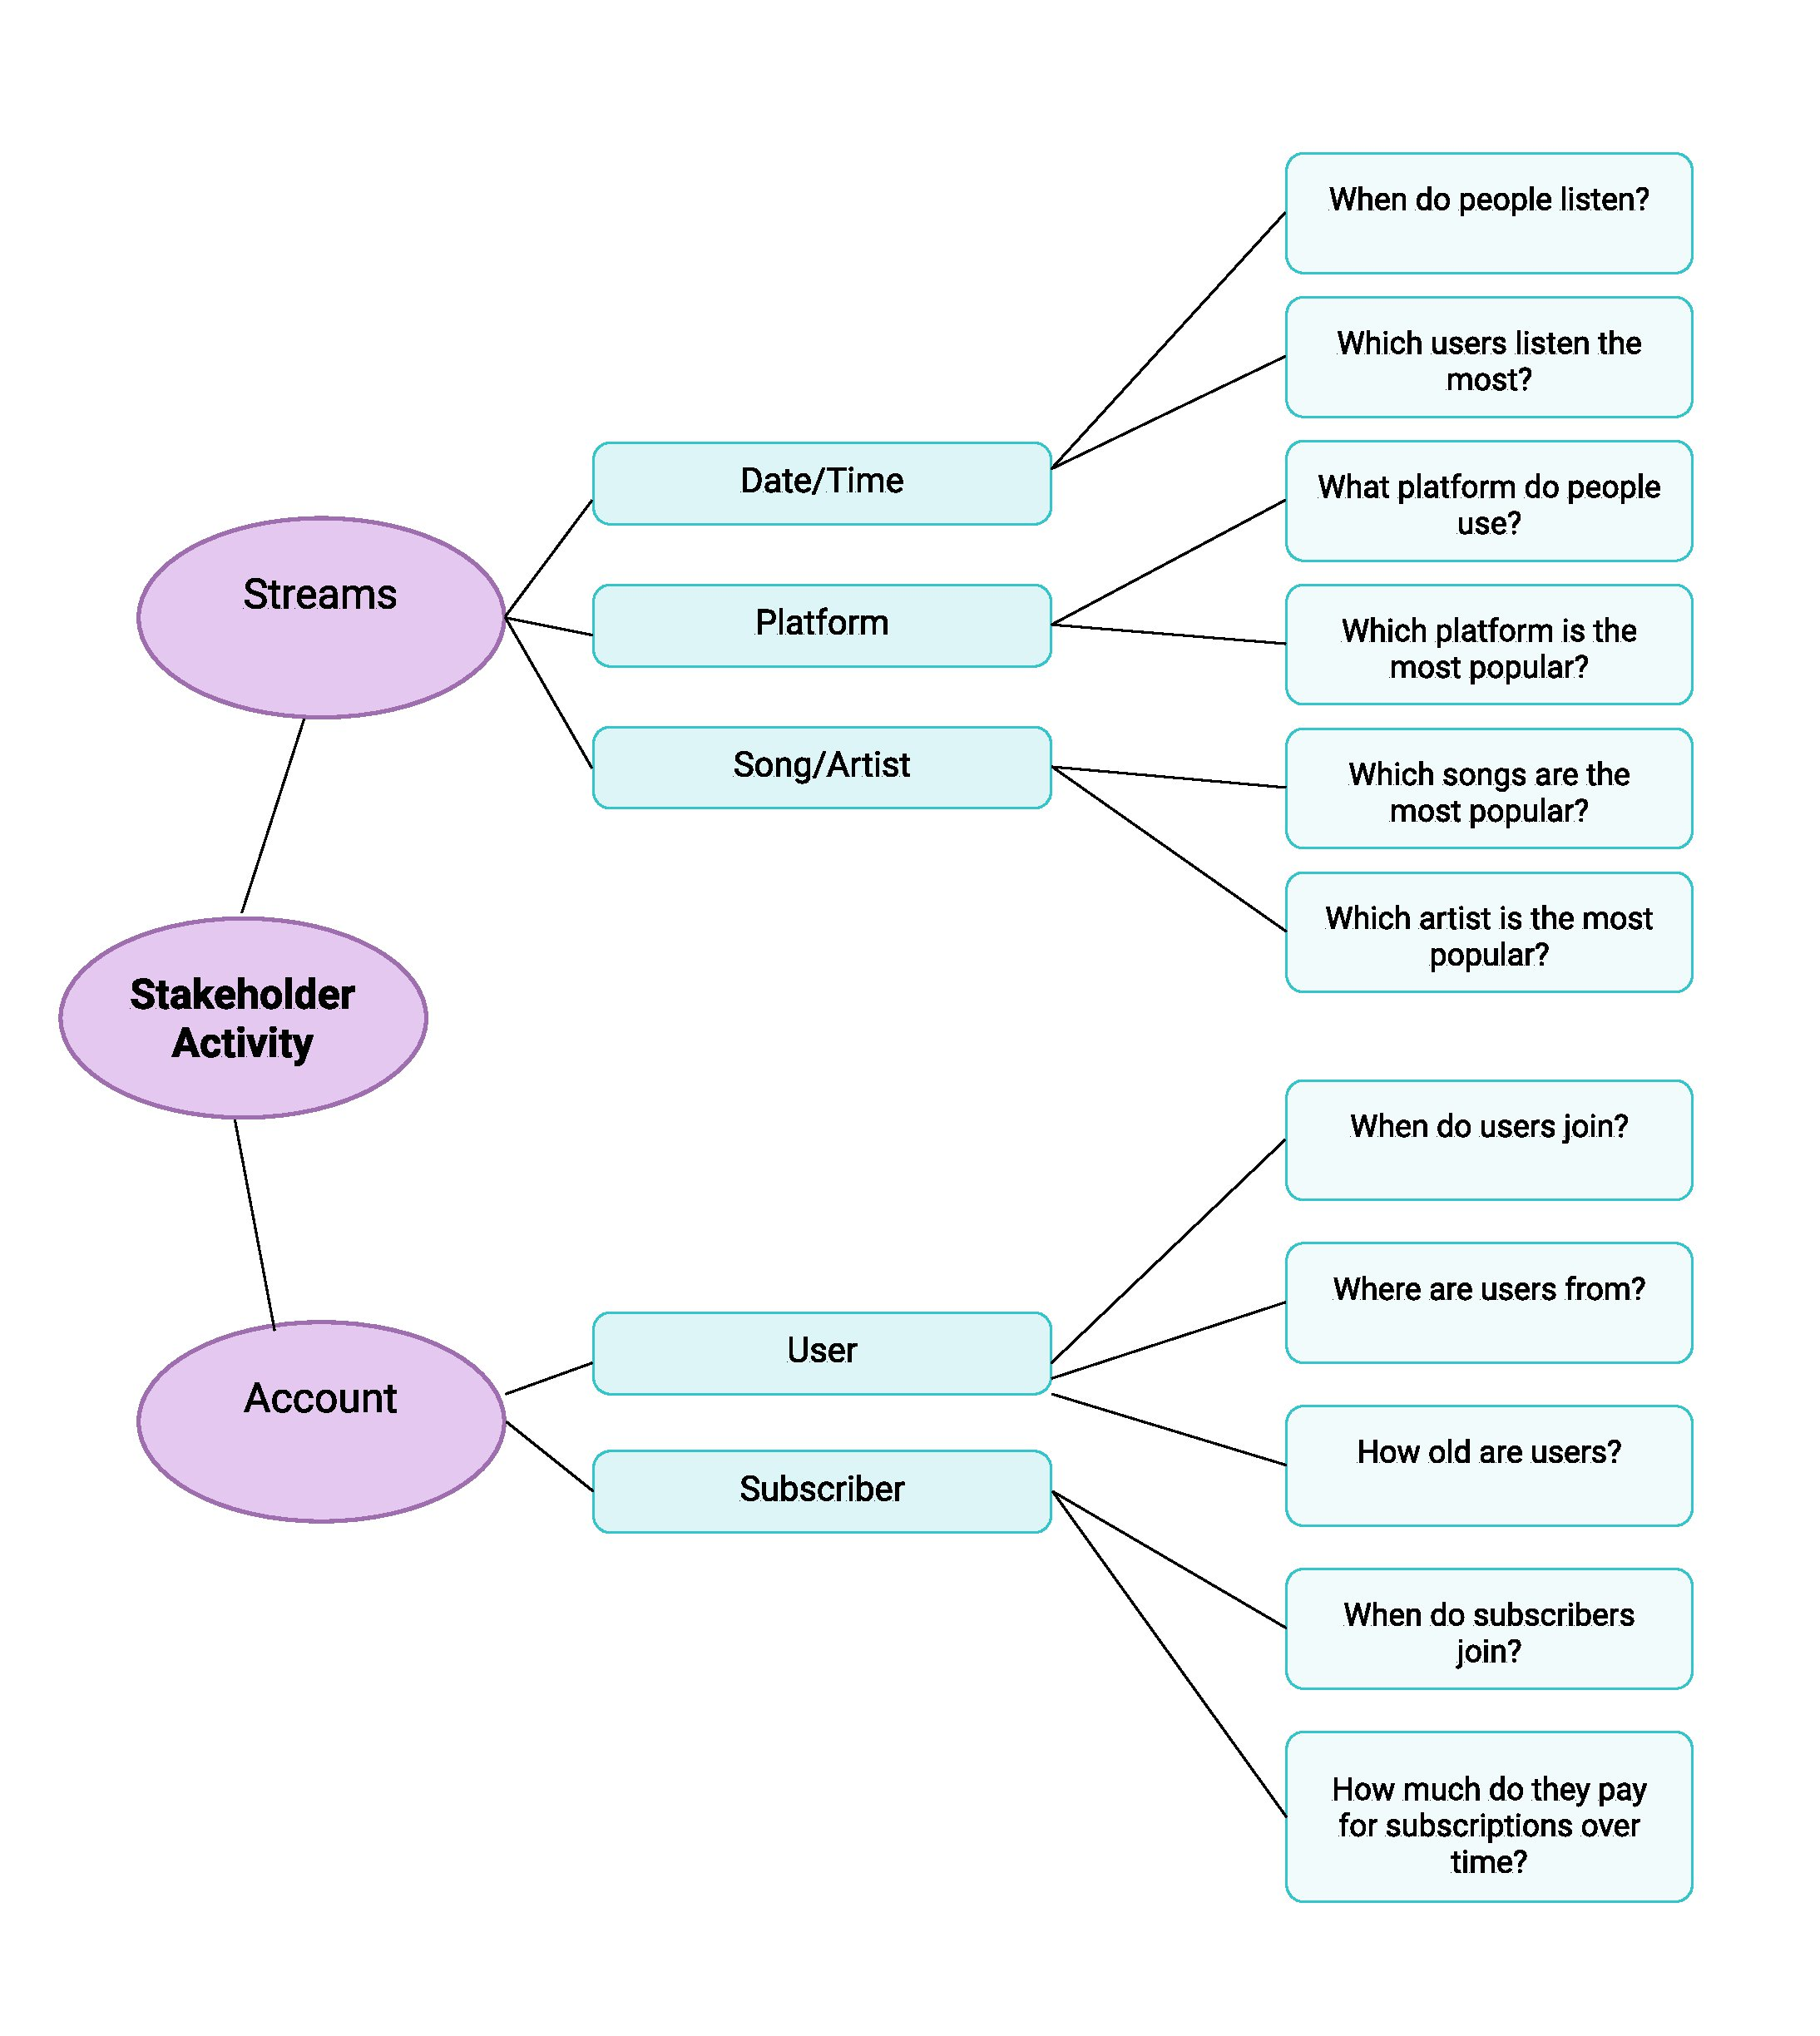 When do people listen?
Which users listen the
most?
Date/Time
What platform do people
use?
Streams
Platform
Which platform is the
most popular?
Song/Artist
Which songs are the
most popular?
Which artist is the most
popular?
Stakeholder
Activity
When do users join?
Where are users from?
User
Account
How old are users?
Subscriber
When do subscribers
join?
How much do they pay
for subscriptions over
time?